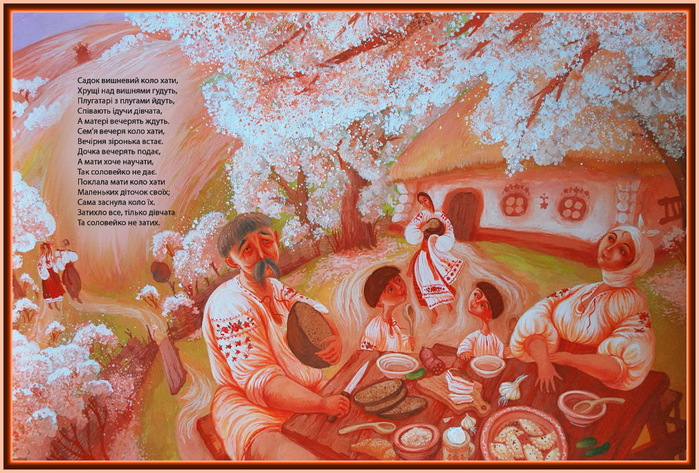 Садок вишневий коло хати,
Хрущі над вишнями гудуть,
Плугатарі з плугами йдуть,
Співають ідучи дівчата,
А матері вечерять ждуть.
Сем'я вечеря коло хати,
Вечірня зіронька встає.
Дочка вечерять подає,
А мати хоче научати,
Так соловейко не дає.
Поклала мати коло хати
Маленьких діточок своїх;
Сама заснула коло їх.
Затихло все, тілько дівчата
Та соловейко не затих.